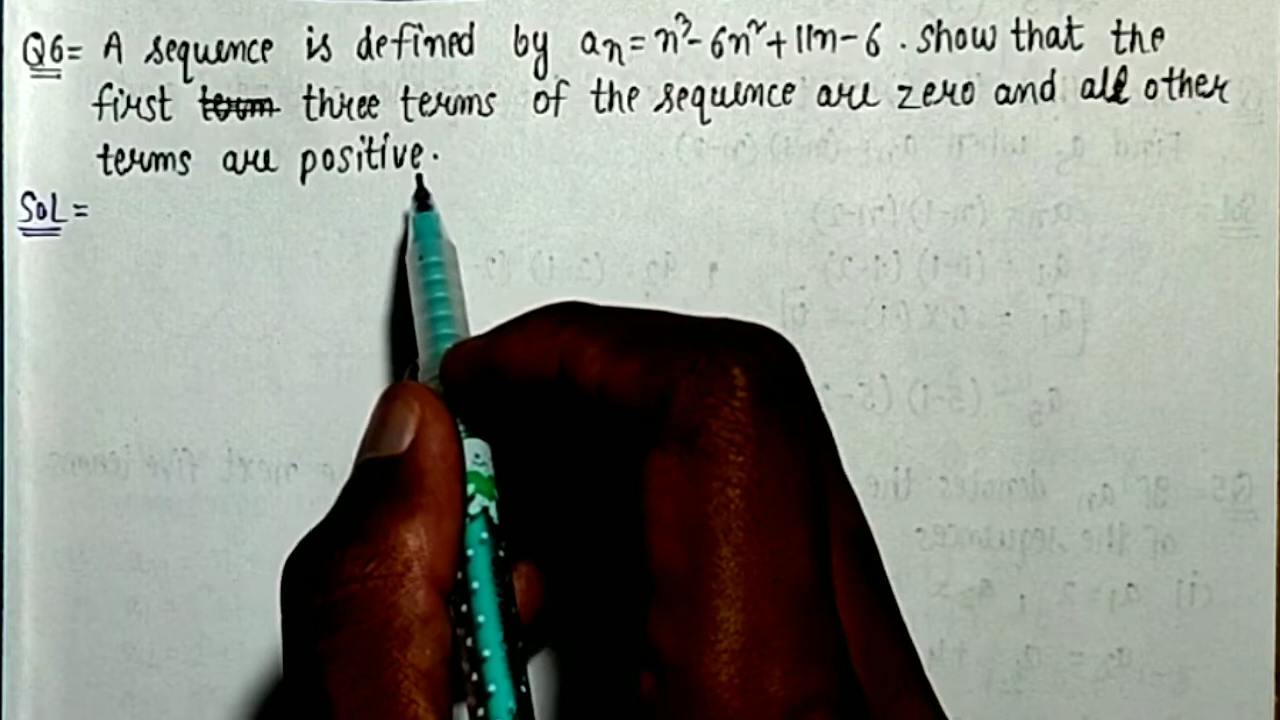 Q6= A sequence is defined by aₙ = n³- 6n²+ 11n - 6 . show that the
first term three terms of the sequence are zero and all other
terms are positive.
SOL =